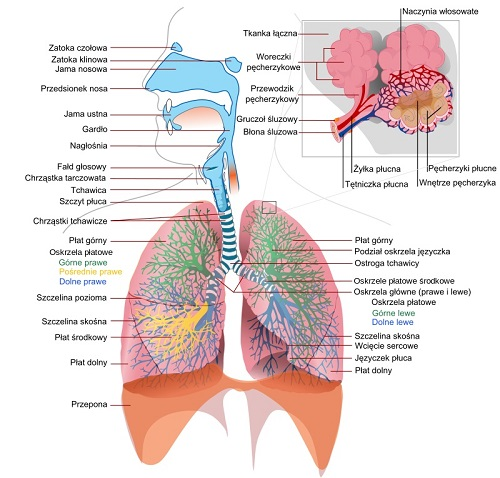 Zatoka czołowa
Zatoka klinowa
Jama nosowa
Przedsionek nosa
Jama ustna
Gardło
Nagłośnia
Fałd głosowy
Chrząstka tarczowata
Tchawica
Szczyt płuca
Chrząstki tchawicze
Płat górny
Oskrzela płatowe
Górne prawe
Pośrednie prawe
Dolne prawe
Szczelina pozioma
Szczelina skośna
Płat środkowy
Płat dolny
Przepona
Naczynia włosowate
Tkanka łączna
Woreczki
pęcherzykowe
Przewodzik
pęcherzykowy
Gruczoł śluzowy
Błona śluzowa
Żyłka płucna
Tętniczka płucna
Pęcherzyki płucne
Wnętrze pęcherzyka
Płat górny
Podział oskrzela języczka
Ostroga tchawicy
Oskrzele płatowe środkowe
Oskrzela główne (prawe i lewe)
Oskrzela płatowe
Górne lewe
Dolne lewe
Szczelina skośna
Wcięcie sercowe
Języczek płuca
Płat dolny